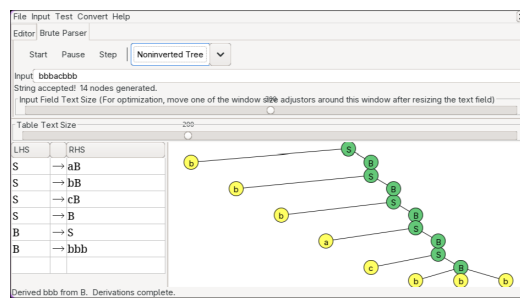 File Input Test Convert Help
Editor Brute Parser
Start Pause Step Noninverted Tree
Input bbbacbbb
String accepted! 14 nodes generated.
Input Field Text Size (For optimization, move one of the window size adjustors around this window after resizing the text field)
Table Text Size
200
LHS RHS
S → aB
S → bB
S → cB
S → B
B → S
B → bbb
S
b B
S
b B
S
b B
S
a B
S
c B
b b b
Derived bbb from B. Derivations complete.